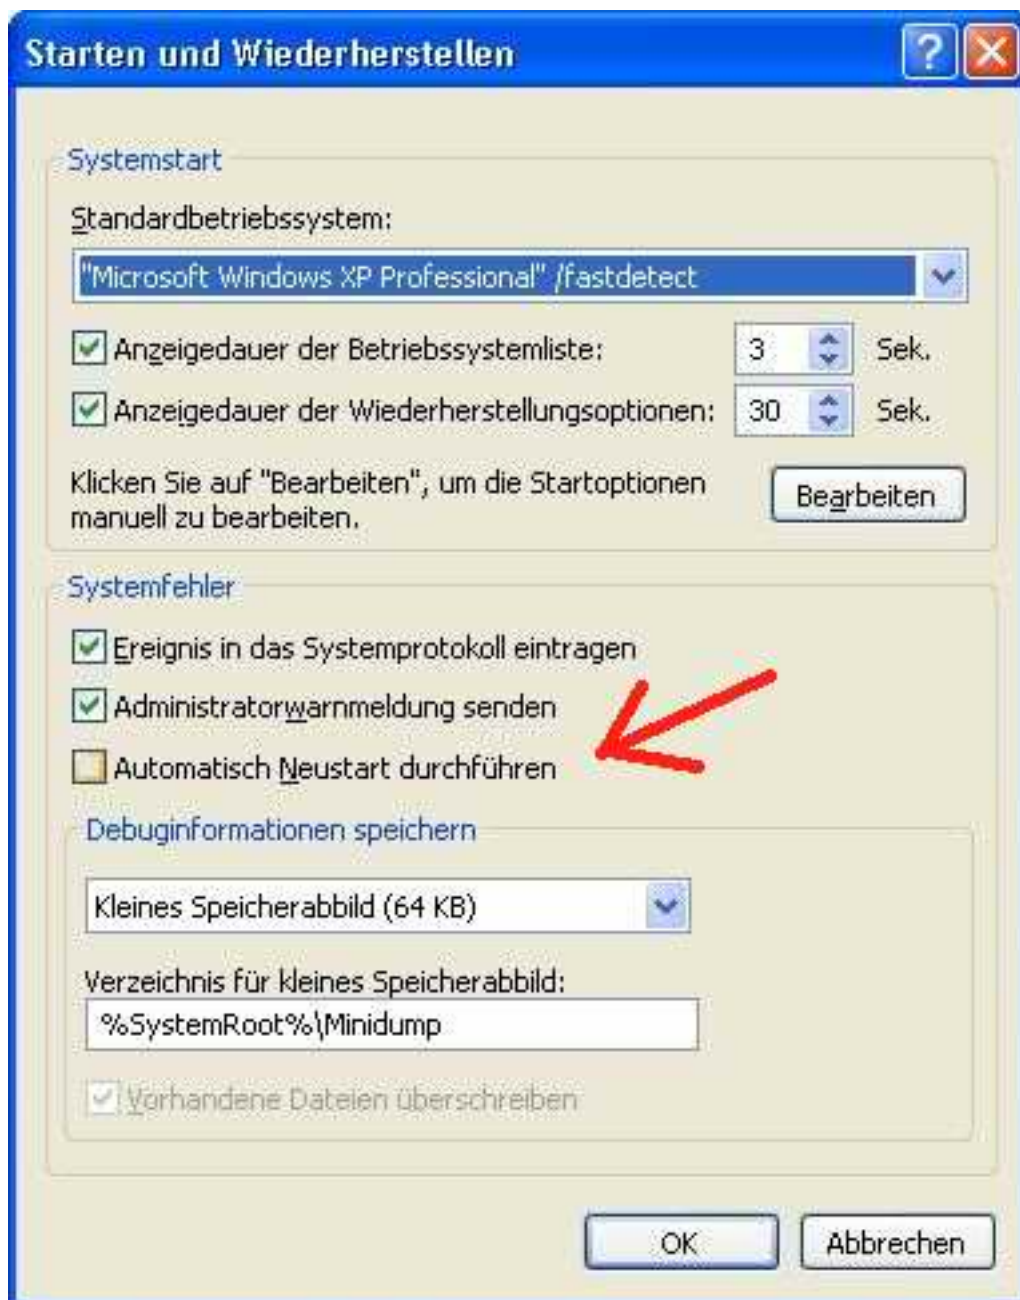 Starten und Wiederherstellen
Systemstart
Standardbetriebssystem:
"Microsoft Windows XP Professional" /fastdetect
Anzeigedauer der Betriebssystemliste: 3 Sek.
Anzeigedauer der Wiederherstellungsoptionen: 30 Sek.
Klicken Sie auf "Bearbeiten", um die Startoptionen
manuell zu bearbeiten.
Bearbeiten
Systemfehler
Ereignis in das Systemprotokoll eintragen
Administratorwarnmeldung senden
Automatisch Neustart durchführen
Debuginformationen speichern
Kleines Speicherabbild (64 KB)
Verzeichnis für kleines Speicherabbild:
%SystemRoot%\Minidump
Vorhandene Dateien überschreiben
OK Abbrechen